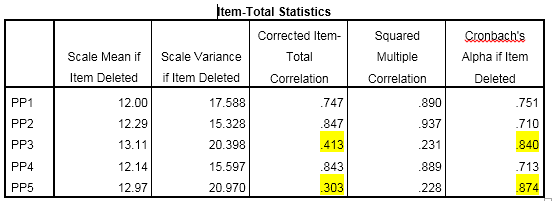 Item-Total Statistics
Scale Mean if Item Deleted Scale Variance if Item Deleted Corrected Item-Total Correlation Squared Multiple Correlation Cronbach's Alpha if Item Deleted
PP1 12.00 17.588 .747 .890 .751
PP2 12.29 15.328 .847 .937 .710
PP3 13.11 20.398 .413 .231 .840
PP4 12.14 15.597 .843 .889 .713
PP5 12.97 20.970 .303 .228 .874